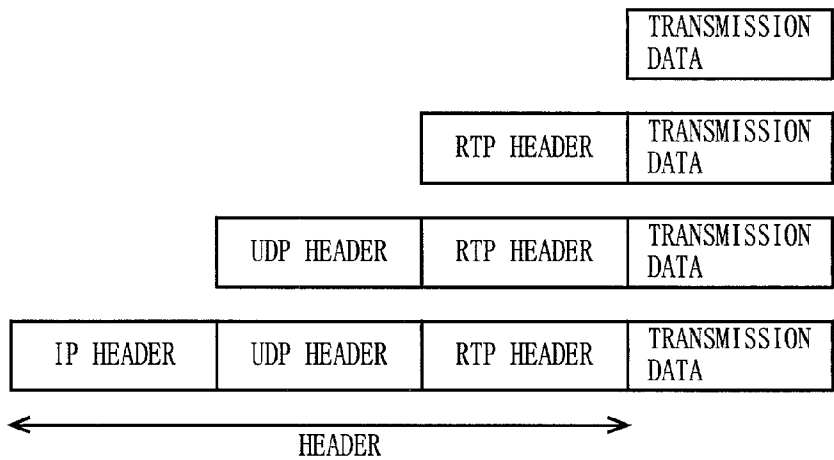 TRANSMISSION
DATA
RTP HEADER
TRANSMISSION
DATA
UDP HEADER
RTP HEADER
TRANSMISSION
DATA
IP HEADER
UDP HEADER
RTP HEADER
TRANSMISSION
DATA
HEADER